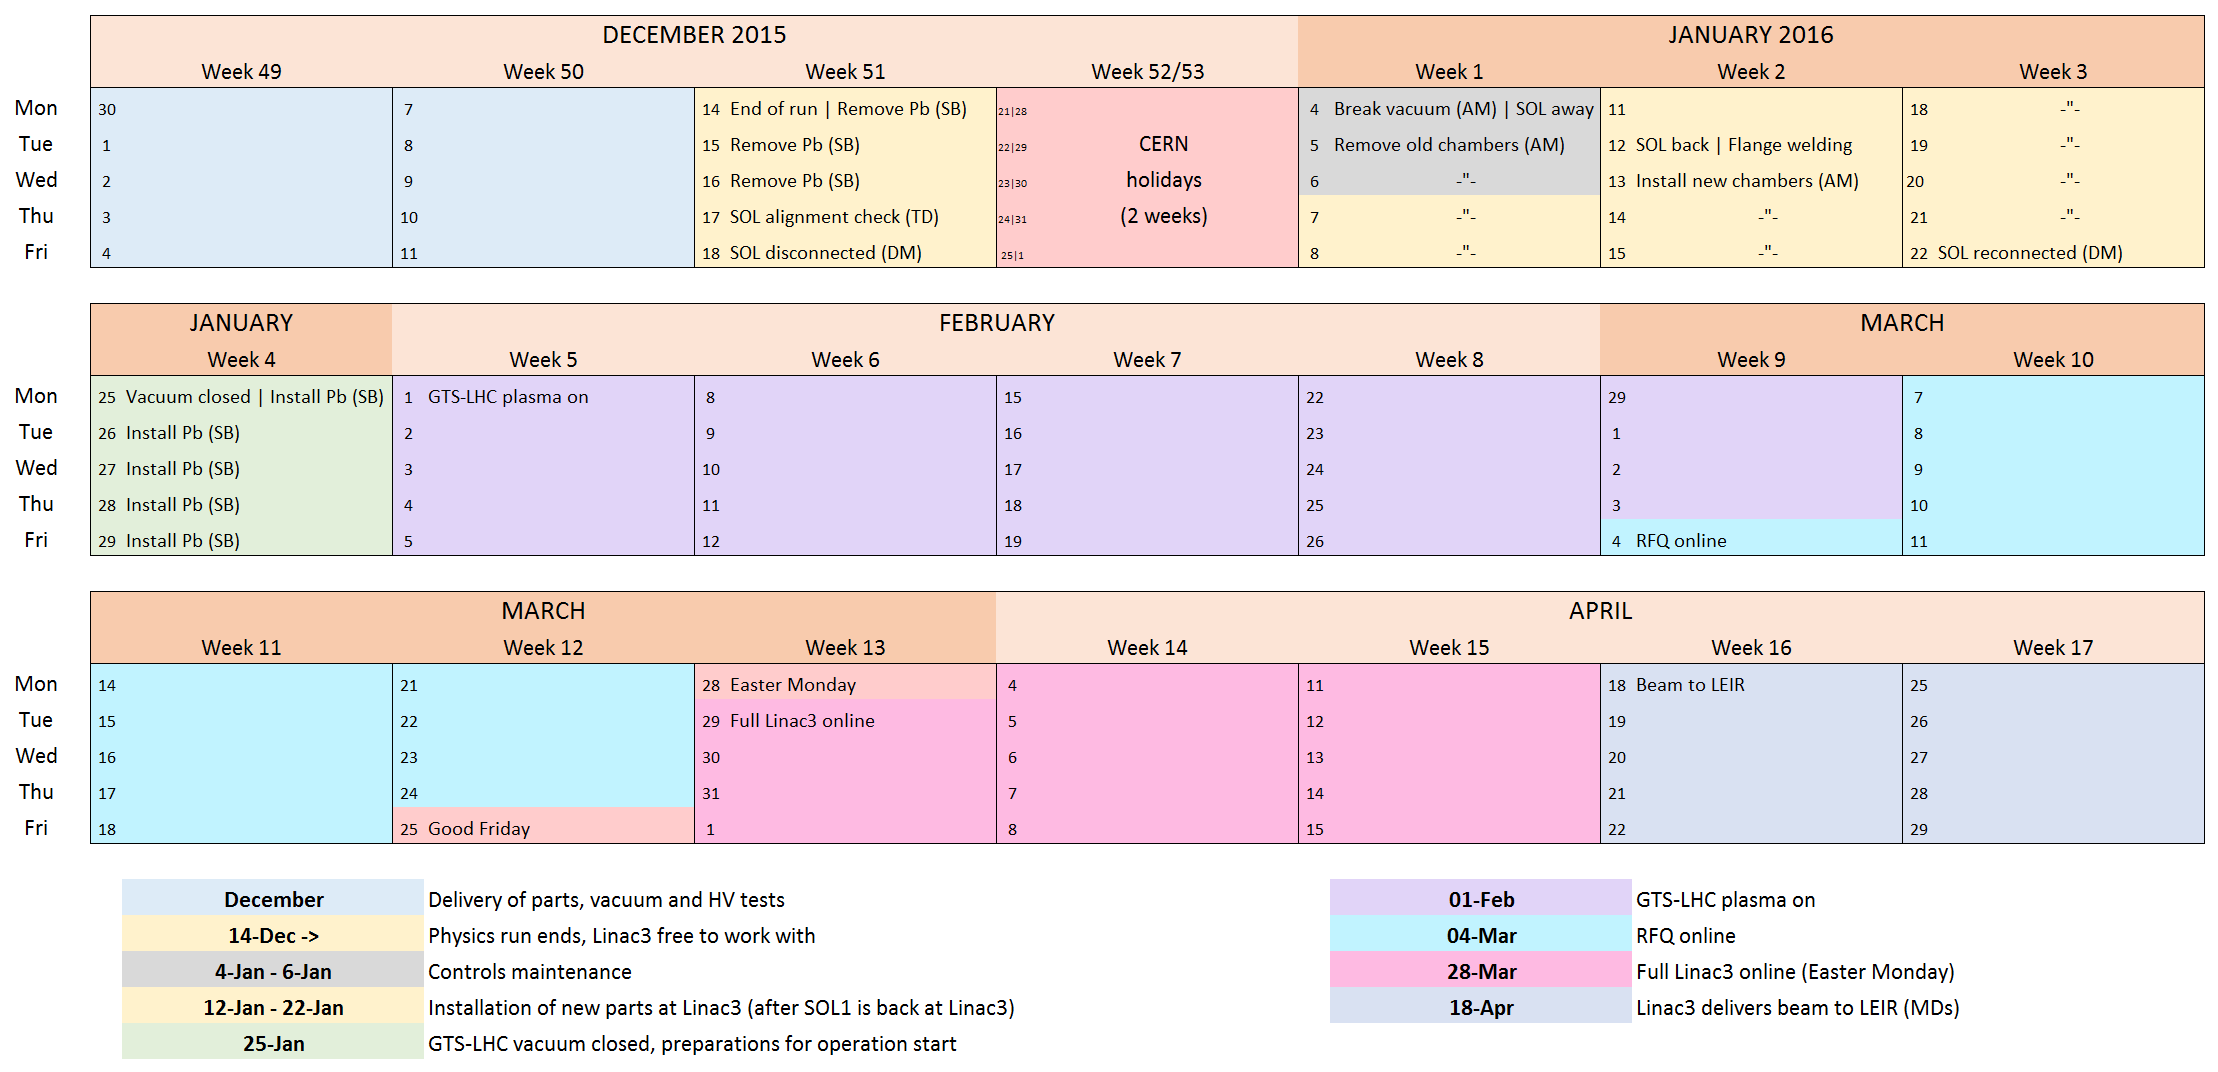 DECEMBER 2015 JANUARY 2016
Week 49 Week 50 Week 51 Week 52/53 Week 1 Week 2 Week 3
Mon 30 7 14 End of run | Remove Pb (SB) 21|28 4 Break vacuum (AM) | SOL away 11 18 -"-
Tue 1 8 15 Remove Pb (SB) 22|29 CERN 5 Remove old chambers (AM) 12 SOL back | Flange welding 19 -"-
Wed 2 9 16 Remove Pb (SB) 23|30 holidays 6 -"- 13 Install new chambers (AM) 20 -"-
Thu 3 10 17 SOL alignment check (TD) 24|31 (2 weeks) 7 -"- 14 -"- 21 -"-
Fri 4 11 18 SOL disconnected (DM) 25|1 8 -"- 15 -"- 22 SOL reconnected (DM)
JANUARY FEBRUARY MARCH
Week 4 Week 5 Week 6 Week 7 Week 8 Week 9 Week 10
Mon 25 Vacuum closed | Install Pb (SB) 1 GTS-LHC plasma on 8 15 22 29 7
Tue 26 Install Pb (SB) 2 9 16 23 1 8
Wed 27 Install Pb (SB) 3 10 17 24 2 9
Thu 28 Install Pb (SB) 4 11 18 25 3 10
Fri 29 Install Pb (SB) 5 12 19 26 4 RFQ online 11
MARCH APRIL
Week 11 Week 12 Week 13 Week 14 Week 15 Week 16 Week 17
Mon 14 21 28 Easter Monday 4 11 18 Beam to LEIR 25
Tue 15 22 29 Full Linac3 online 5 12 19 26
Wed 16 23 30 6 13 20 27
Thu 17 24 31 7 14 21 28
Fri 18 25 Good Friday 1 8 15 22 29
December Delivery of parts, vacuum and HV tests 01-Feb GTS-LHC plasma on
14-Dec -> Physics run ends, Linac3 free to work with 04-Mar RFQ online
4-Jan - 6-Jan Controls maintenance 28-Mar Full Linac3 online (Easter Monday)
12-Jan - 22-Jan Installation of new parts at Linac3 (after SOL1 is back at Linac3) 18-Apr Linac3 delivers beam to LEIR (MDs)
25-Jan GTS-LHC vacuum closed, preparations for operation start